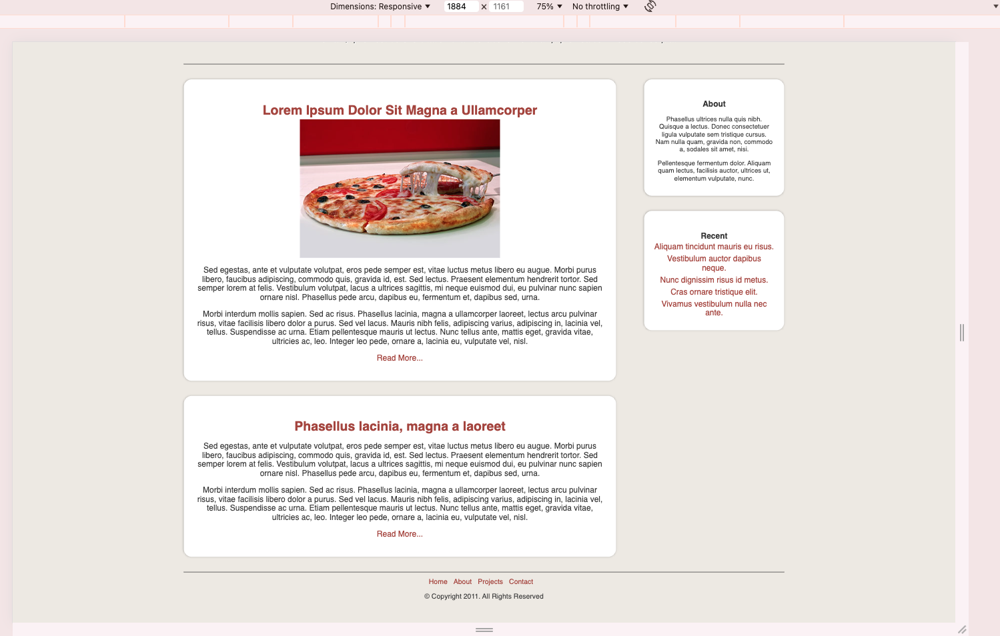 Dimensions: Responsive 1884 x 1161 75% No throttling
Lorem Ipsum Dolor Sit Magna a Ullamcorper
Sed egestas, ante et vulputate volutpat, eros pede semper est, vitae luctus metus libero eu augue. Morbi purus
libero, faucibus adipiscing, commodo quis, gravida id, est. Sed lectus. Praesent elementum hendrerit tortor. Sed
semper lorem at felis. Vestibulum volutpat, lacus a ultrices sagittis, mi neque euismod dui, eu pulvinar nunc sapien
ornare nisl. Phasellus pede arcu, dapibus eu, fermentum et, dapibus sed, urna.
Morbi interdum mollis sapien. Sed ac risus. Phasellus lacinia, magna a ullamcorper laoreet, lectus arcu pulvinar
risus, vitae facilisis libero dolor a purus. Sed vel lacus. Mauris nibh felis, adipiscing varius, adipiscing in, lacinia vel,
tellus. Suspendisse ac urna. Etiam pellentesque mauris ut lectus. Nunc tellus ante, mattis eget, gravida vitae,
ultricies ac, leo. Integer leo pede, ornare a, lacinia eu, vulputate vel, nisl.
Read More...
Phasellus lacinia, magna a laoreet
Sed egestas, ante et vulputate volutpat, eros pede semper est, vitae luctus metus libero eu augue. Morbi purus
libero, faucibus adipiscing, commodo quis, gravida id, est. Sed lectus. Praesent elementum hendrerit tortor. Sed
semper lorem at felis. Vestibulum volutpat, lacus a ultrices sagittis, mi neque euismod dui, eu pulvinar nunc sapien
ornare nisl. Phasellus pede arcu, dapibus eu, fermentum et, dapibus sed, urna.
Morbi interdum mollis sapien. Sed ac risus. Phasellus lacinia, magna a ullamcorper laoreet, lectus arcu pulvinar
risus, vitae facilisis libero dolor a purus. Sed vel lacus. Mauris nibh felis, adipiscing varius, adipiscing in, lacinia vel,
tellus. Suspendisse ac urna. Etiam pellentesque mauris ut lectus. Nunc tellus ante, mattis eget, gravida vitae,
ultricies ac, leo. Integer leo pede, ornare a, lacinia eu, vulputate vel, nisl.
Read More...
About
Phasellus ultrices nulla quis nibh.
Quisque a lectus. Donec consectetuer
ligula vulputate sem tristique cursus.
Nam nulla quam, gravida non, commodo
a, sodales sit amet, nisi.
Pellentesque fermentum dolor. Aliquam
quam lectus, facilisis auctor, ultrices ut,
elementum vulputate, nunc.
Recent
Aliquam tincidunt mauris eu risus.
Vestibulum auctor dapibus
neque.
Nunc dignissim risus id metus.
Cras ornare tristique elit.
Vivamus vestibulum nulla nec
ante.
Home About Projects Contact
© Copyright 2011. All Rights Reserved